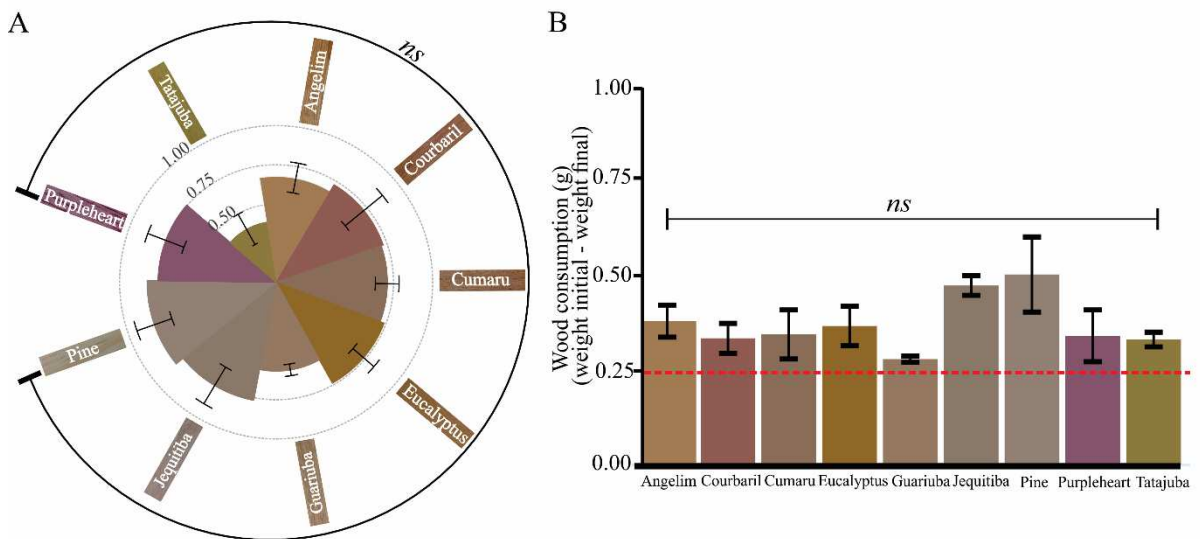 A
ns
Angelim
Courbaril
Cumaru
Eucalyptus
Guariuba
Jequitiba
Pine
Purpleheart
Tatajuba
1.00
0.75
0.50
B
Wood consumption (g)
(weight initial - weight final)
1.00
0.75
0.50
0.25
0.00
ns
Angelim Courbaril Cumaru Eucalyptus Guariuba Jequitiba Pine Purpleheart Tatajuba